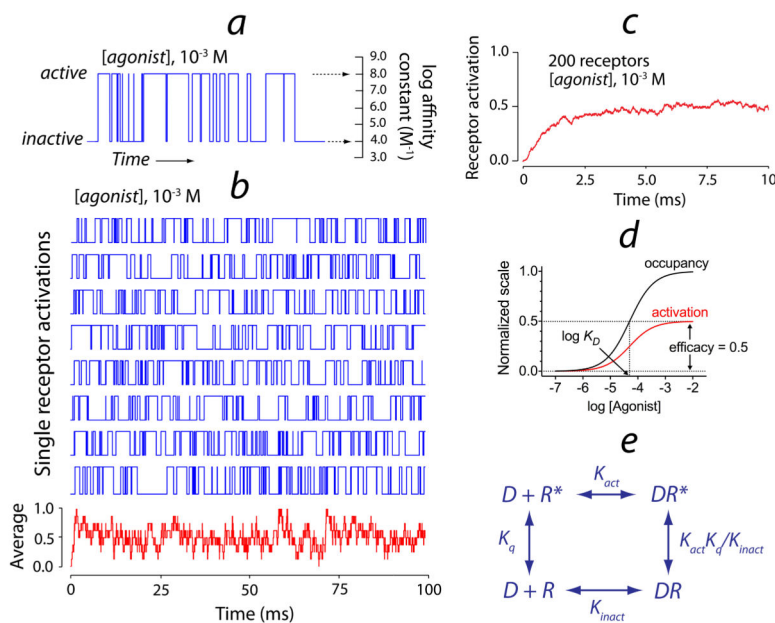 a
[agonist], 10⁻³ M
active
inactive
Time
9.0
8.0
7.0
6.0
5.0
4.0
3.0
log affinity
constant (M⁻¹)
b
[agonist], 10⁻³ M
Single receptor activations
Average
1.0
0.5
0.0
0
25
50
75
100
Time (ms)
c
200 receptors
[agonist], 10⁻³ M
Receptor activation
1.0
0.5
0.0
0
2.5
5.0
7.5
10
Time (ms)
d
Normalized scale
1.0
0.5
0.0
occupancy
activation
log K_D
efficacy = 0.5
-7 -6 -5 -4 -3 -2 -1
log [Agonist]
e
D + R* K_act DR*
K_q K_actK_q/K_inact
D + R K_inact DR